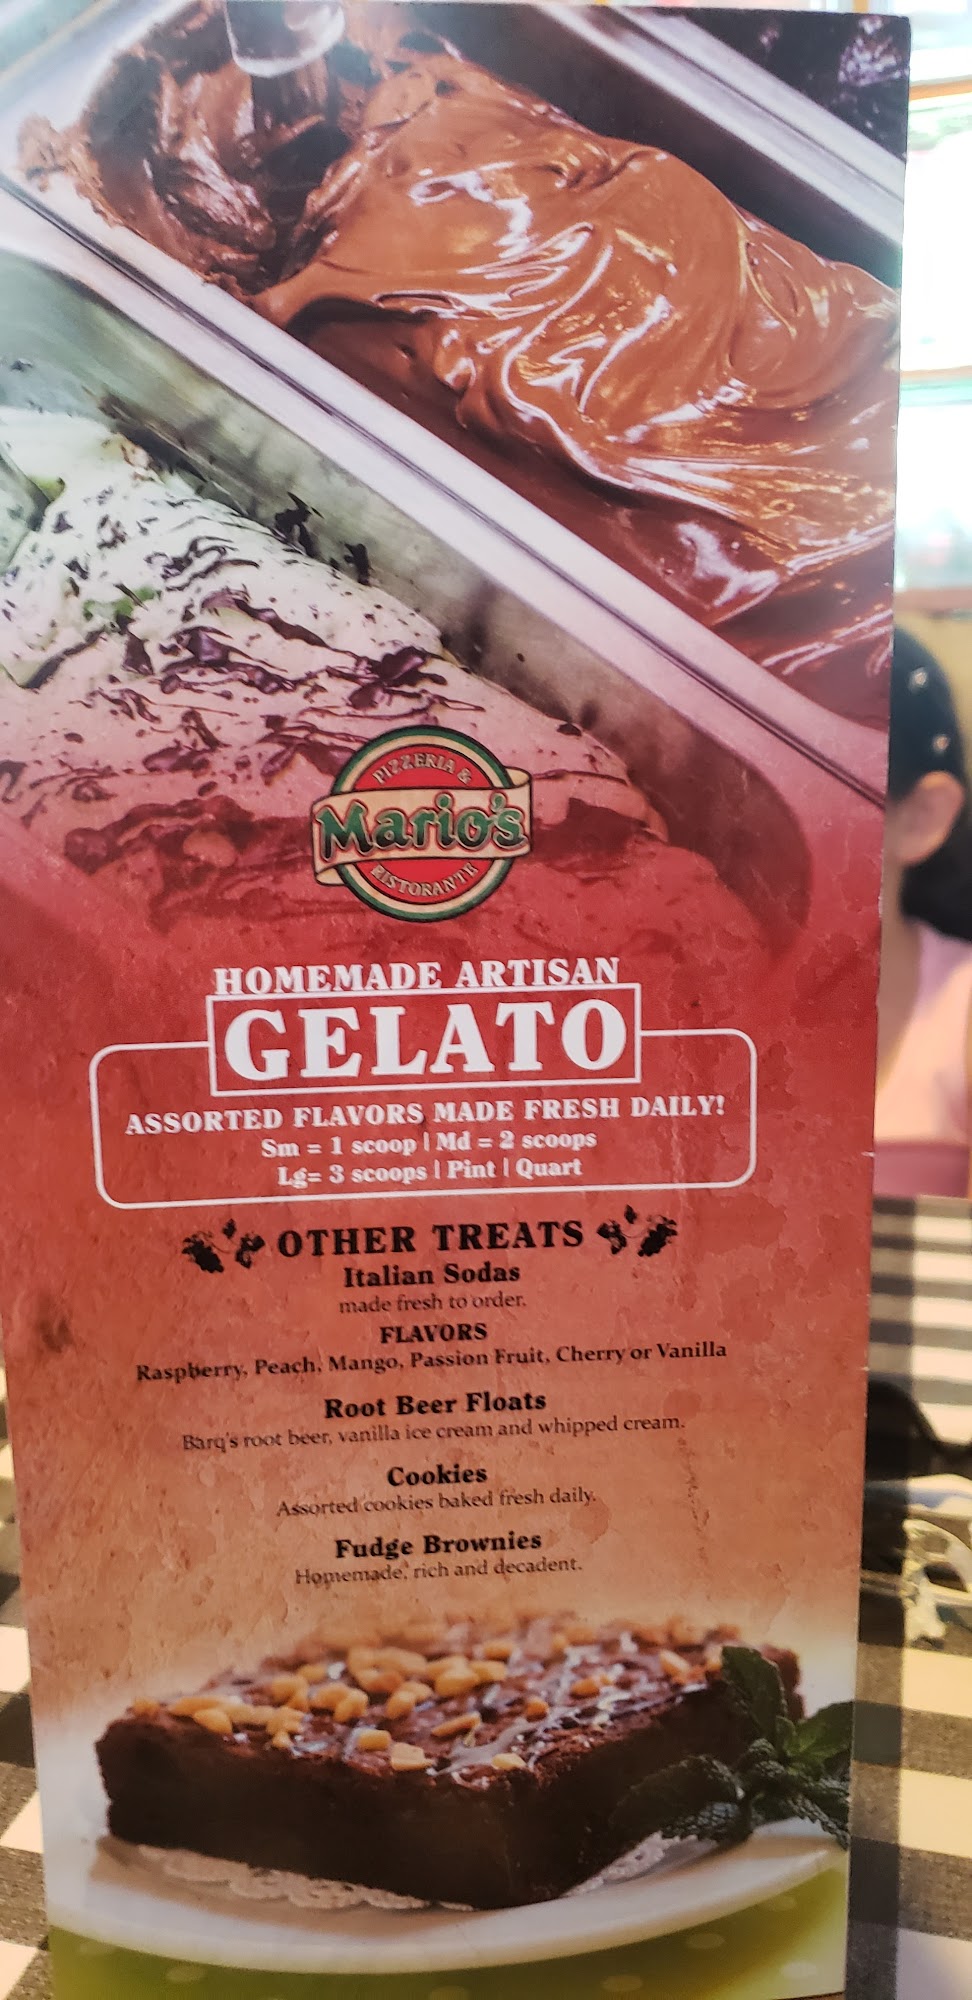 PIZZERIA &
Mario's
RISTORANTE
HOMEMADE ARTISAN
GELATO
ASSORTED FLAVORS MADE FRESH DAILY!
Sm = 1 scoop | Md = 2 scoops
Lg= 3 scoops | Pint | Quart
OTHER TREATS
Italian Sodas
made fresh to order.
FLAVORS
Raspberry, Peach, Mango, Passion Fruit, Cherry or Vanilla
Root Beer Floats
Barq's root beer, vanilla ice cream and whipped cream.
Cookies
Assorted cookies baked fresh daily.
Fudge Brownies
Homemade, rich and decadent.